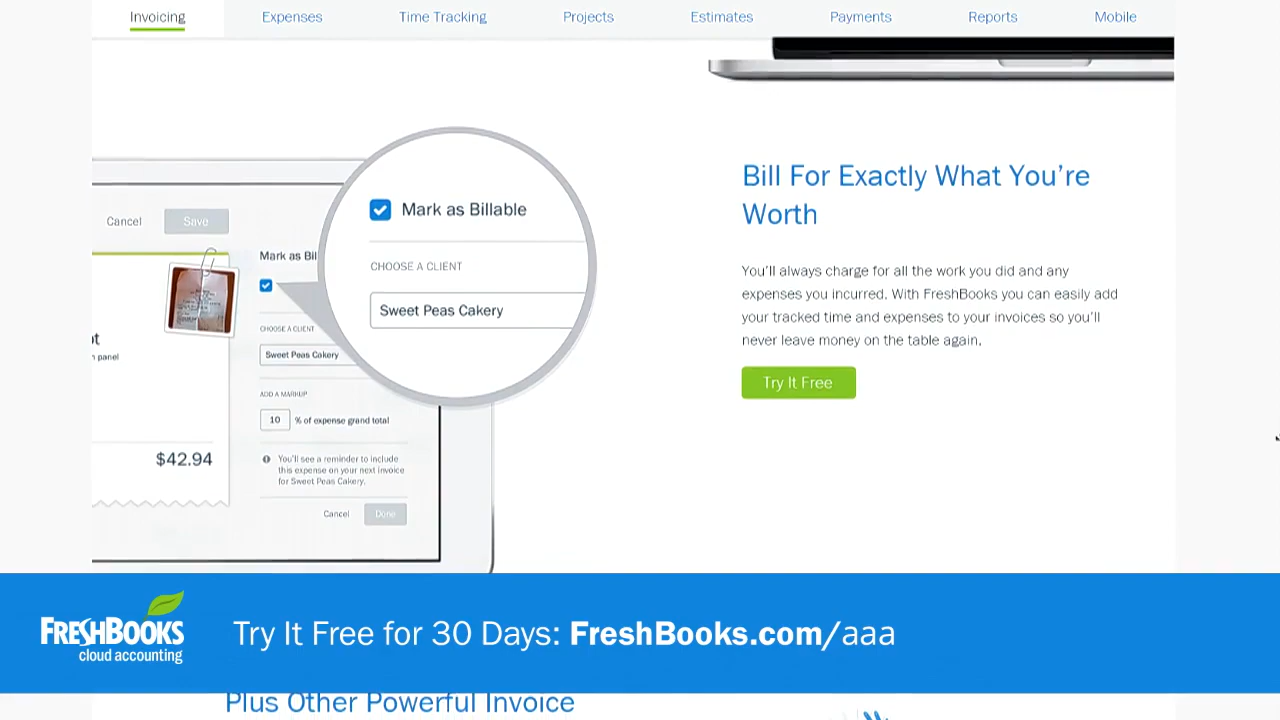 Invoicing
Expenses
Time Tracking
Projects
Estimates
Payments
Reports
Mobile
Cancel
Save
Mark as Bil
Mark as Billable
CHOOSE A CLIENT
Sweet Peas Cakery
CHOOSE A CLIENT
Sweet Peas Cakery
ot
n panel
ADD A MARKUP
10
% of expense grand total
$42.94
You'll see a reminder to include
this expense on your next invoice
for Sweet Peas Cakery.
Cancel
Done
Bill For Exactly What You're
Worth
You'll always charge for all the work you did and any
expenses you incurred. With FreshBooks you can easily add
your tracked time and expenses to your invoices so you'll
never leave money on the table again.
Try It Free
FRESHBOOKS
cloud accounting
Try It Free for 30 Days: FreshBooks.com/aaa
Plus Other Powerful Invoice